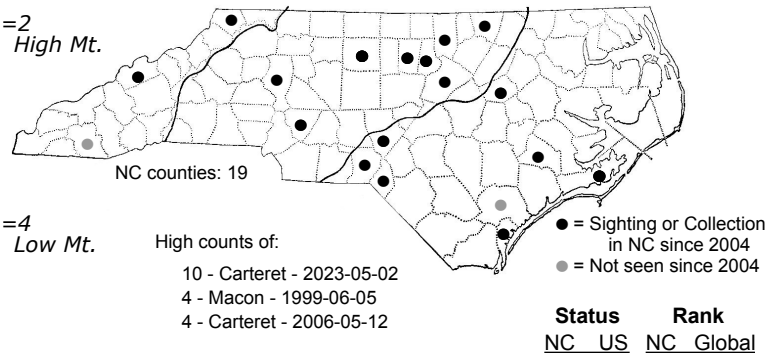 =2
High Mt.
NC counties: 19
=4
Low Mt.
High counts of:
10 - Carteret - 2023-05-02
4 - Macon - 1999-06-05
4 - Carteret - 2006-05-12
= Sighting or Collection
in NC since 2004
= Not seen since 2004
Status Rank
NC US NC Global